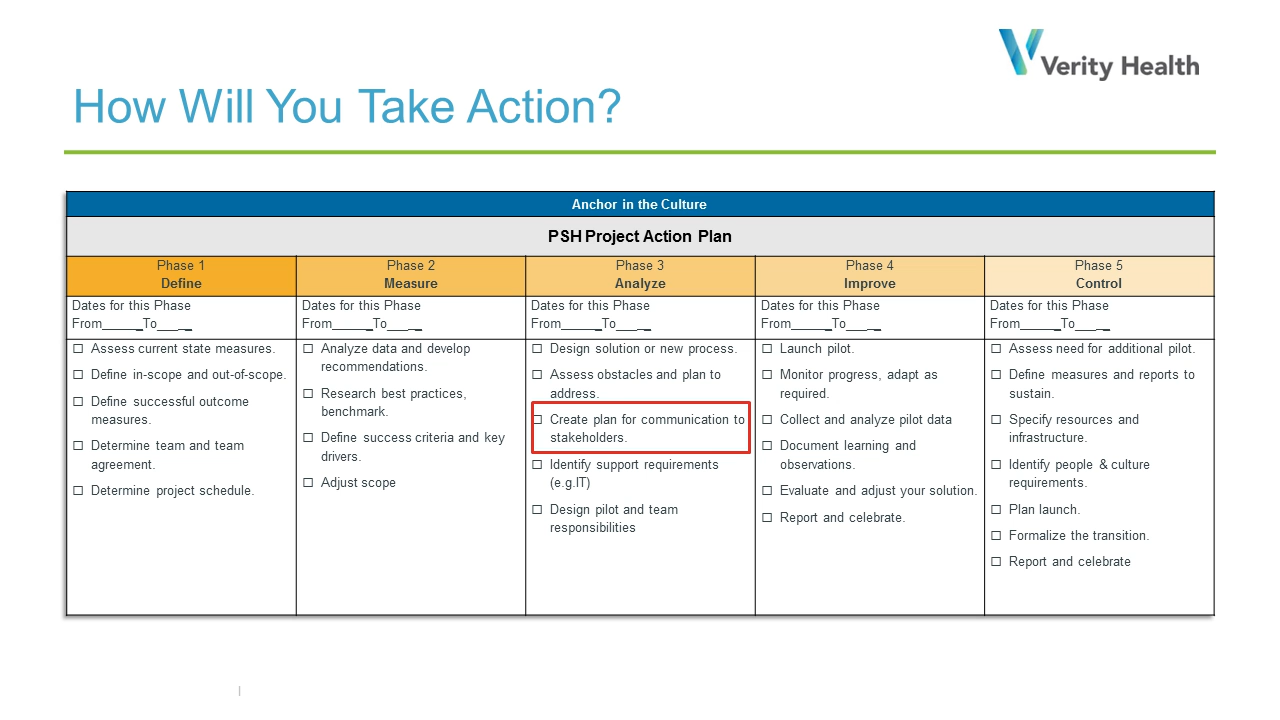 Verity Health
How Will You Take Action?
Anchor in the Culture
PSH Project Action Plan
Phase 1
Define
Phase 2
Measure
Phase 3
Analyze
Phase 4
Improve
Phase 5
Control
Dates for this Phase
From______To_____
Dates for this Phase
From______To_____
Dates for this Phase
From______To_____
Dates for this Phase
From______To_____
Dates for this Phase
From______To_____
☐ Assess current state measures.
☐ Define in-scope and out-of-scope.
☐ Define successful outcome
measures.
☐ Determine team and team
agreement.
☐ Determine project schedule.
☐ Analyze data and develop
recommendations.
☐ Research best practices,
benchmark.
☐ Define success criteria and key
drivers.
☐ Adjust scope
☐ Design solution or new process.
☐ Assess obstacles and plan to
address.
☐ Create plan for communication to
stakeholders.
☐ Identify support requirements
(e.g.IT)
☐ Design pilot and team
responsibilities
☐ Launch pilot.
☐ Monitor progress, adapt as
required.
☐ Collect and analyze pilot data
☐ Document learning and
observations.
☐ Evaluate and adjust your solution.
☐ Report and celebrate.
☐ Assess need for additional pilot.
☐ Define measures and reports to
sustain.
☐ Specify resources and
infrastructure.
☐ Identify people & culture
requirements.
☐ Plan launch.
☐ Formalize the transition.
☐ Report and celebrate
|